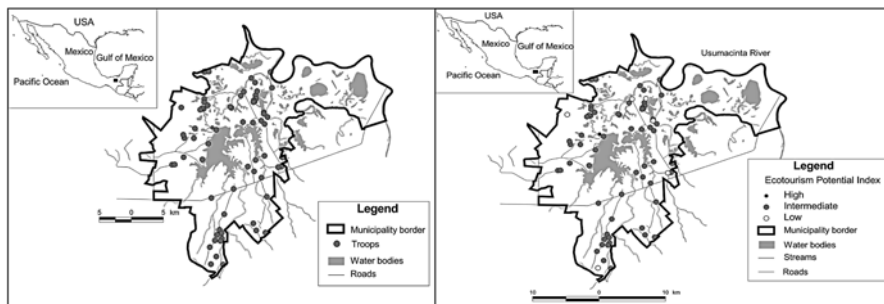 USA
Mexico
Gulf of Mexico
Pacific Ocean
5 0 5 km
Legend
Municipality border
Troops
Water bodies
Roads
USA
Mexico
Gulf of Mexico
Pacific Ocean
Usumacinta River
Legend
Ecotourism Potential Index
High
Intermediate
Low
Municipality border
Water bodies
Streams
Roads
10 0 10 km